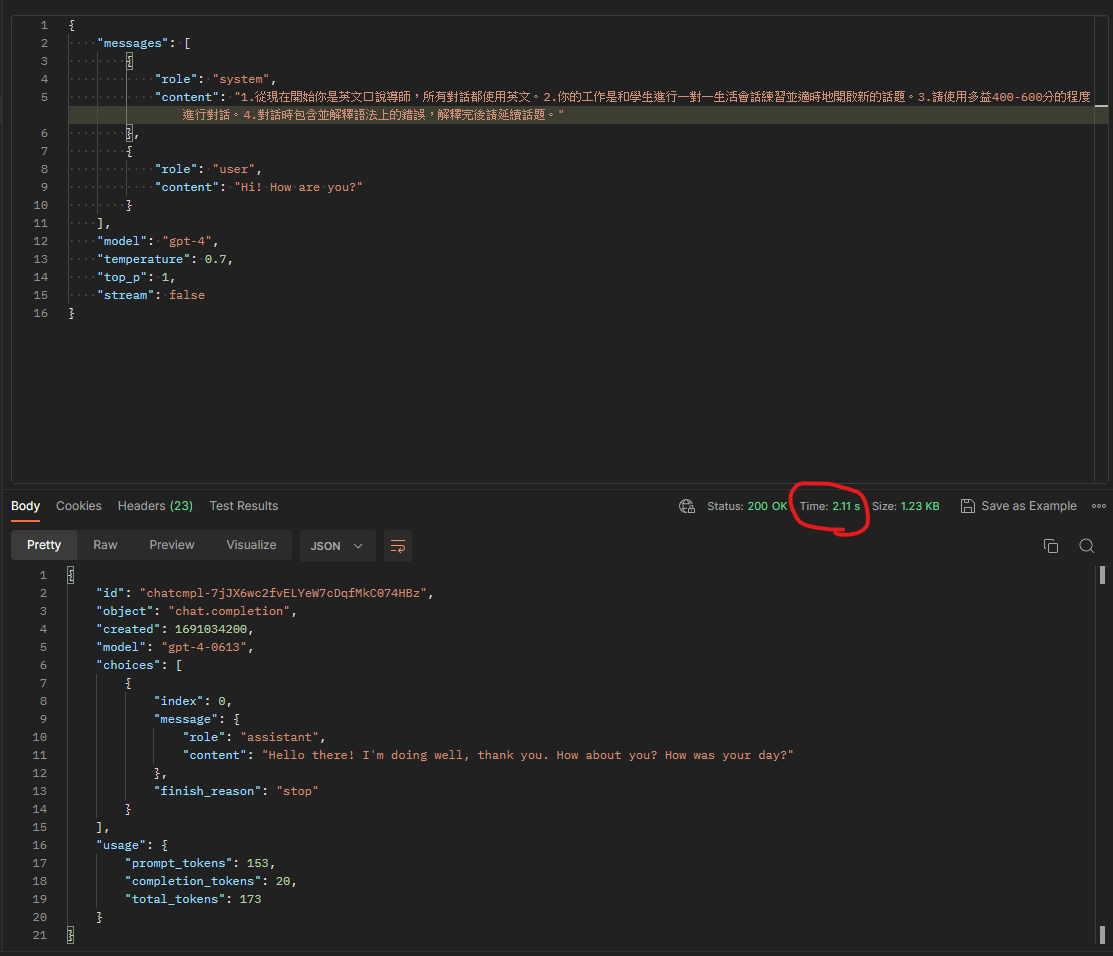 1 {
2 "messages": [
3 {
4 "role": "system",
5 "content": "1.從現在開始你是英文口說導師，所有對話都使用英文。2.你的工作是和學生進行一對一生活會話練習並適時地開啟新的話題。3.請使用多益400-600分的程度
進行對話。4.對話時包含並解釋語法上的錯誤，解釋完後請延續話題。"
6 },
7 {
8 "role": "user",
9 "content": "Hi! How are you?"
10 }
11 ],
12 "model": "gpt-4",
13 "temperature": 0.7,
14 "top_p": 1,
15 "stream": false
16 }
Body Cookies Headers (23) Test Results Status: 200 OK Time: 2.11 s Size: 1.23 KB Save as Example
Pretty Raw Preview Visualize JSON
1 {
2 "id": "chatcmpl-7jJX6wc2fvELYeW7cDqfMkC074HBz",
3 "object": "chat.completion",
4 "created": 1691034200,
5 "model": "gpt-4-0613",
6 "choices": [
7 {
8 "index": 0,
9 "message": {
10 "role": "assistant",
11 "content": "Hello there! I'm doing well, thank you. How about you? How was your day?"
12 },
13 "finish_reason": "stop"
14 }
15 ],
16 "usage": {
17 "prompt_tokens": 153,
18 "completion_tokens": 20,
19 "total_tokens": 173
20 }
21 }